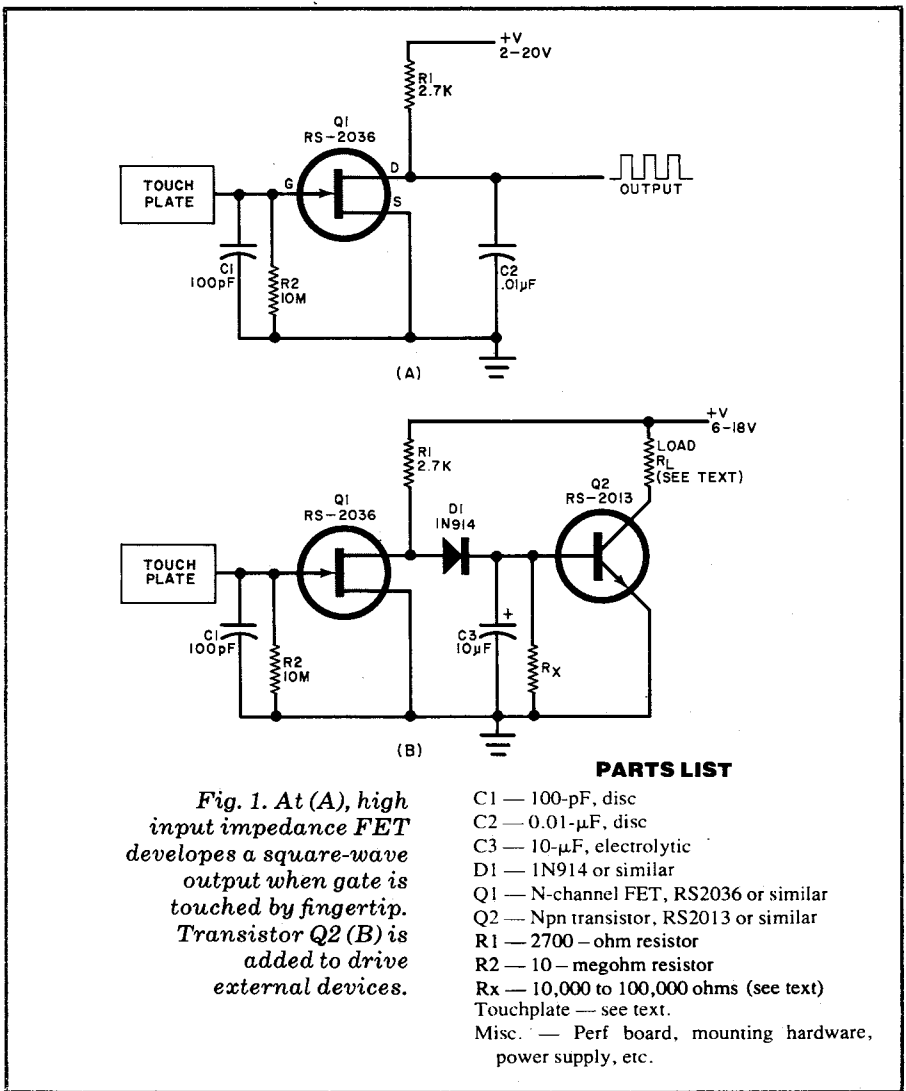 +V
2-20V
R1
2.7K
Q1
RS-2036
TOUCH
PLATE
G
D
S
OUTPUT
C1
100pF
R2
10M
C2
.01µF
(A)
+V
6-18V
R1
2.7K
LOAD
RL
(SEE TEXT)
Q1
RS-2036
D1
1N914
Q2
RS-2013
TOUCH
PLATE
C1
100pF
R2
10M
+
C3
10µF
RX
(B)
Fig. 1. At (A), high
input impedance FET
developes a square-wave
output when gate is
touched by fingertip.
Transistor Q2 (B) is
added to drive
external devices.
PARTS LIST
C1 — 100-pF, disc
C2 — 0.01-µF, disc
C3 — 10-µF, electrolytic
D1 — 1N914 or similar
Q1 — N-channel FET, RS2036 or similar
Q2 — Npn transistor, RS2013 or similar
R1 — 2700 – ohm resistor
R2 — 10 – megohm resistor
Rx — 10,000 to 100,000 ohms (see text)
Touchplate — see text.
Misc. — Perf board, mounting hardware,
power supply, etc.